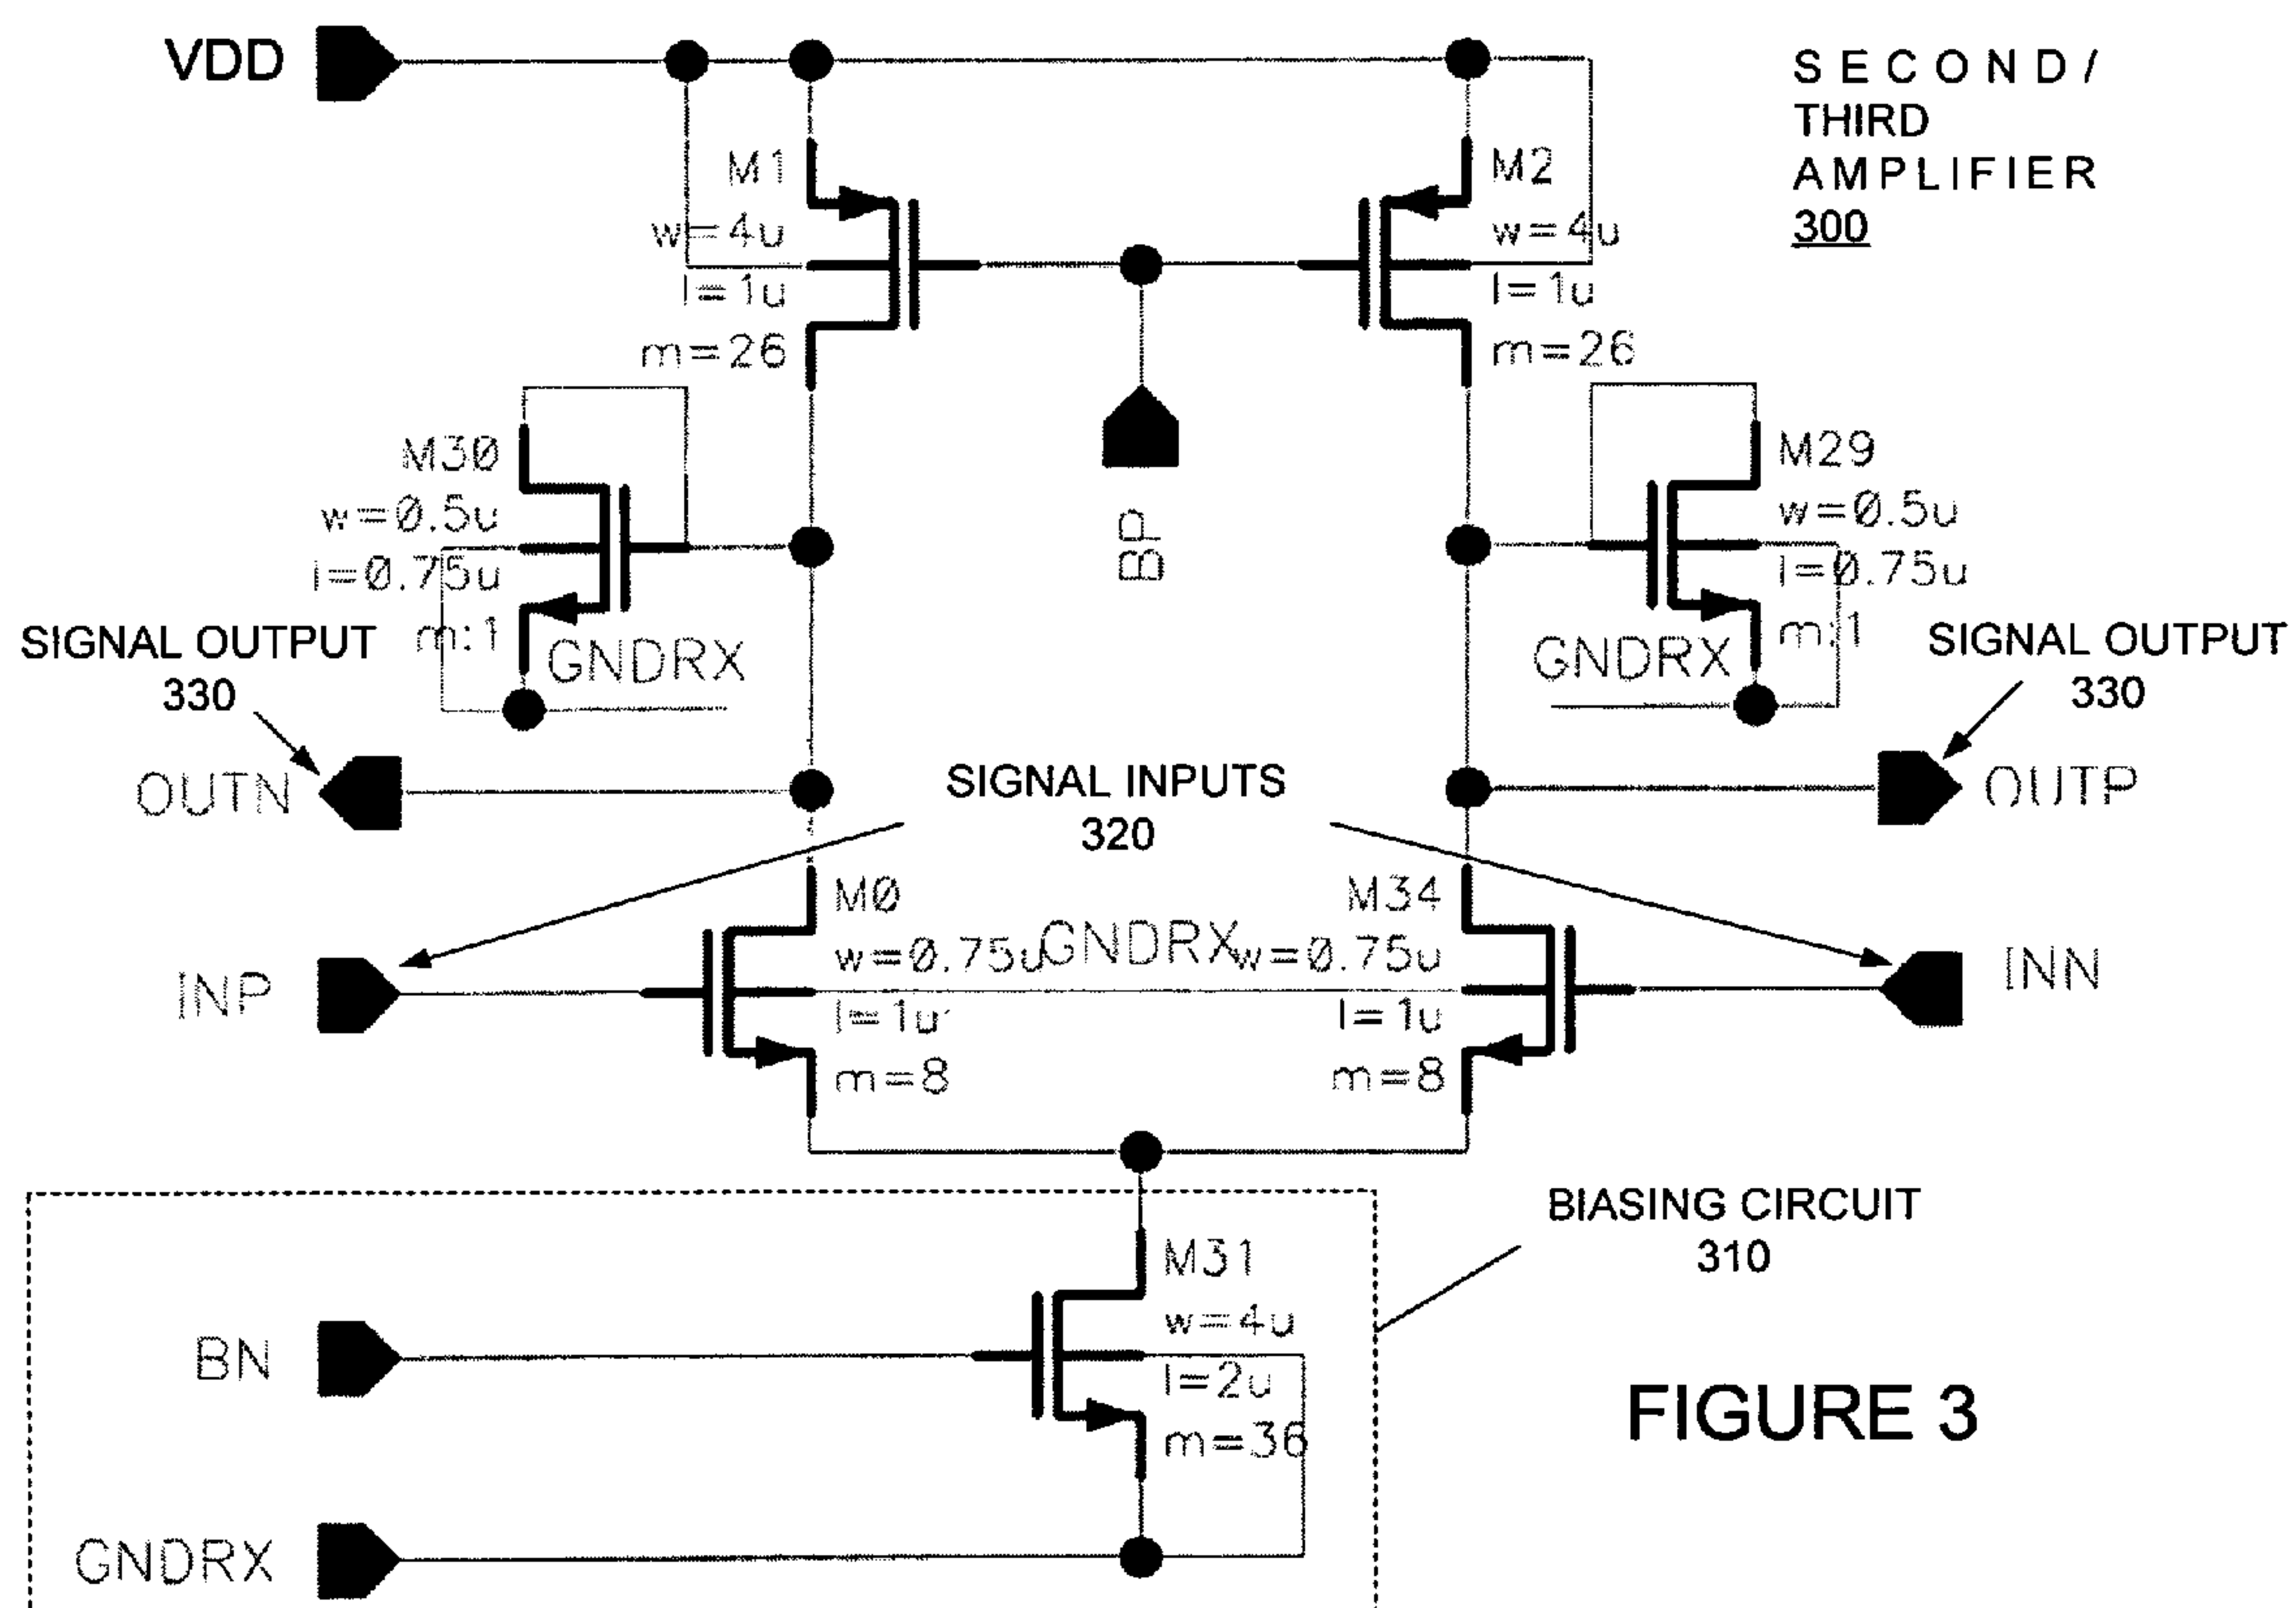 VDD
SECOND/
THIRD
AMPLIFIER
300
M1
w=4u
l=1u
m=26
M2
w=4u
l=1u
m=26
BP
M30
w=0.5u
l=0.75u
m:1
GNDRX
M29
w=0.5u
l=0.75u
m:1
GNDRX
SIGNAL OUTPUT
330
SIGNAL OUTPUT
330
OUTN
SIGNAL INPUTS
320
OUTP
M0
w=0.75u
l=1u
m=8
GNDRX
M34
w=0.75u
l=1u
m=8
INP
INN
BIASING CIRCUIT
310
M31
w=4u
l=2u
m=36
BN
GNDRX
FIGURE 3